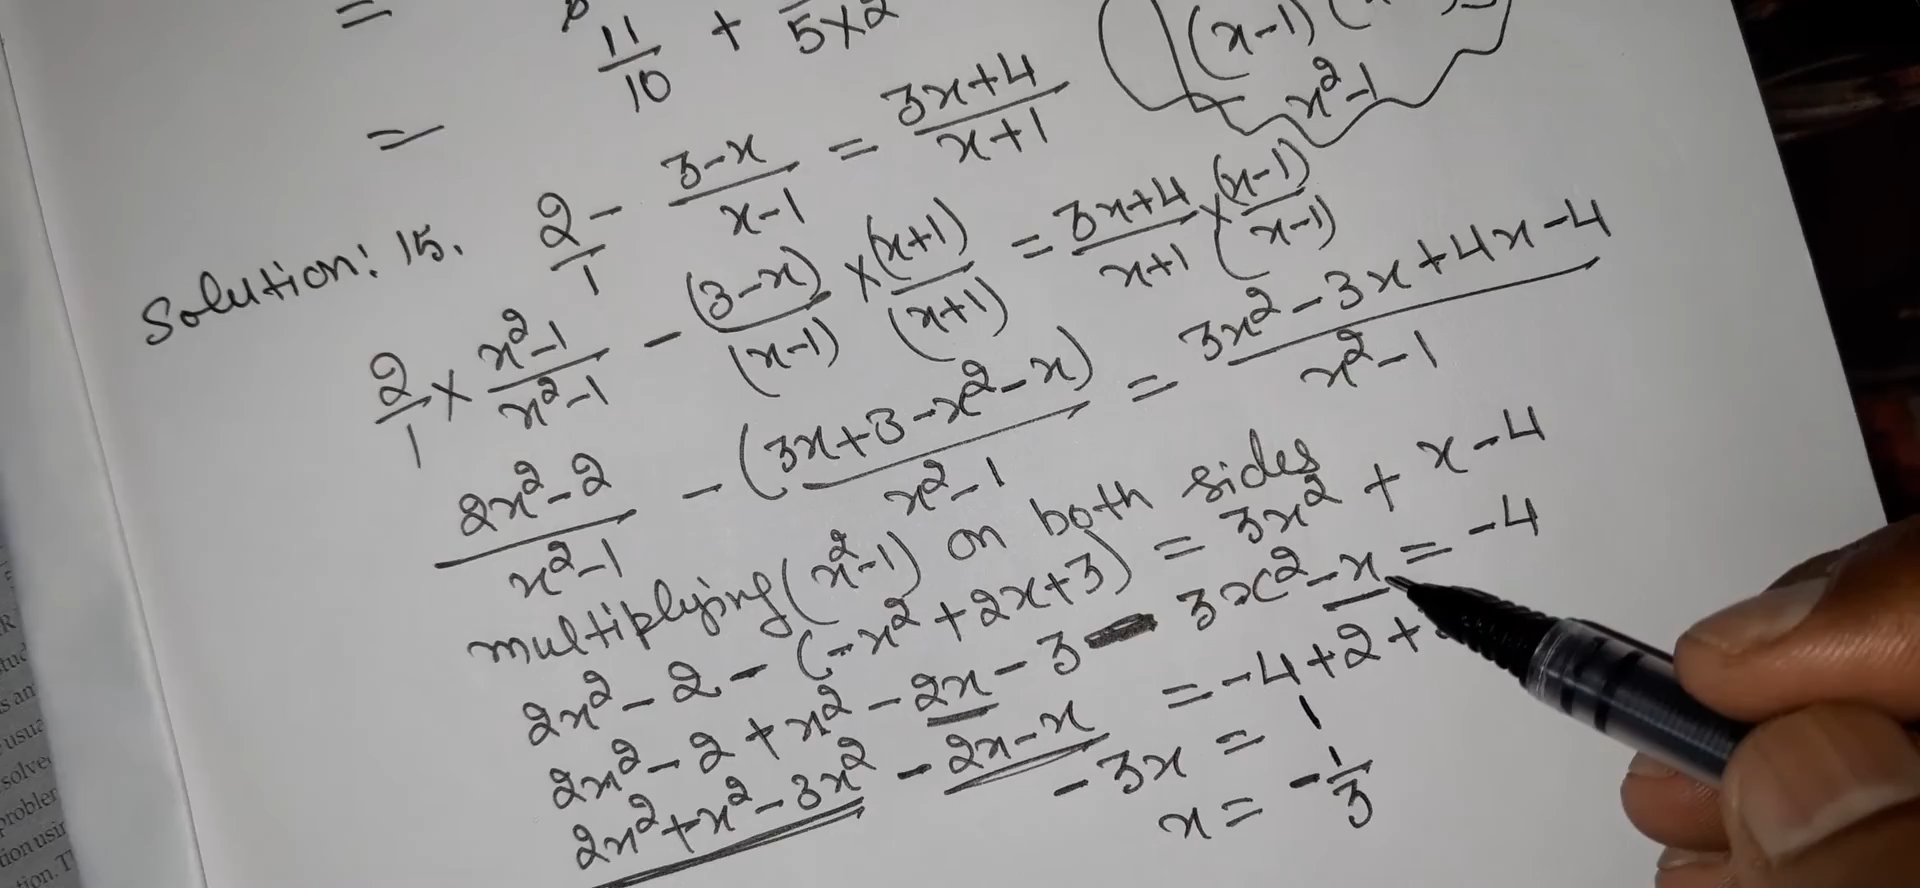 = 11/10 + 5×2
=
(x-1)
x²-1
Solution: 15. 2/1 - 3-x/x-1 = 3x+4/x+1
2/1 × x²-1/x²-1 - (3-x)/(x-1) × (x+1)/(x+1) = 3x+4/x+1 × (x-1)/(x-1)
2x²-2/x²-1 - (3x+3-x²-x)/x²-1 = 3x²-3x+4x-4/x²-1
multiplying (x²-1) on both sides
2x²-2-(-x²+2x+3) = 3x²+x-4
2x²-2+x²-2x-3 3x²-x = -4
2x²+x²-3x² -2x-x = -4+2+
-3x = 1
x = -1/3